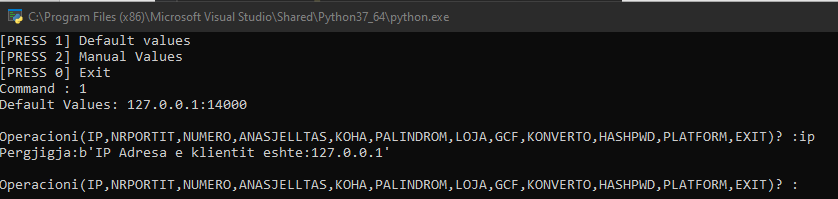 C:\Program Files (x86)\Microsoft Visual Studio\Shared\Python37_64\python.exe
[PRESS 1] Default values
[PRESS 2] Manual Values
[PRESS 0] Exit
Command : 1
Default Values: 127.0.0.1:14000
Operacioni(IP,NRPORTIT,NUMERO,ANASJELLTAS,KOHA,PALINDROM,LOJA,GCF,KONVERTO,HASHPWD,PLATFORM,EXIT)? :ip
Pergjigja:b'IP Adresa e klientit eshte:127.0.0.1'
Operacioni(IP,NRPORTIT,NUMERO,ANASJELLTAS,KOHA,PALINDROM,LOJA,GCF,KONVERTO,HASHPWD,PLATFORM,EXIT)? :